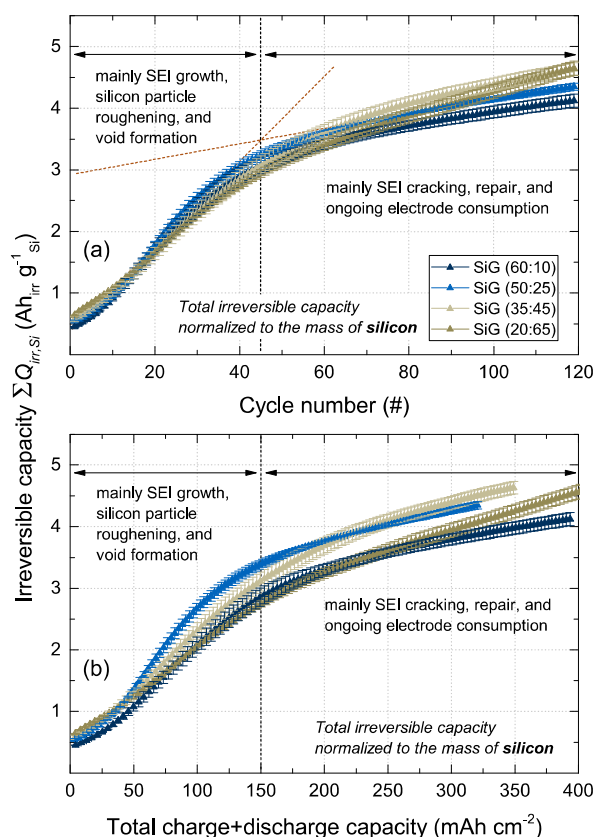 Irreversible capacity ΣQirr,Si (Ahirr g⁻¹Si)
5
4
3
2
1
mainly SEI growth,
silicon particle
roughening, and
void formation
mainly SEI cracking, repair, and
ongoing electrode consumption
(a)
SiG (60:10)
SiG (50:25)
SiG (35:45)
SiG (20:65)
Total irreversible capacity
normalized to the mass of silicon
0 20 40 60 80 100 120
Cycle number (#)
5
4
3
2
1
mainly SEI growth,
silicon particle
roughening, and
void formation
mainly SEI cracking, repair, and
ongoing electrode consumption
(b)
Total irreversible capacity
normalized to the mass of silicon
0 50 100 150 200 250 300 350 400
Total charge+discharge capacity (mAh cm⁻²)